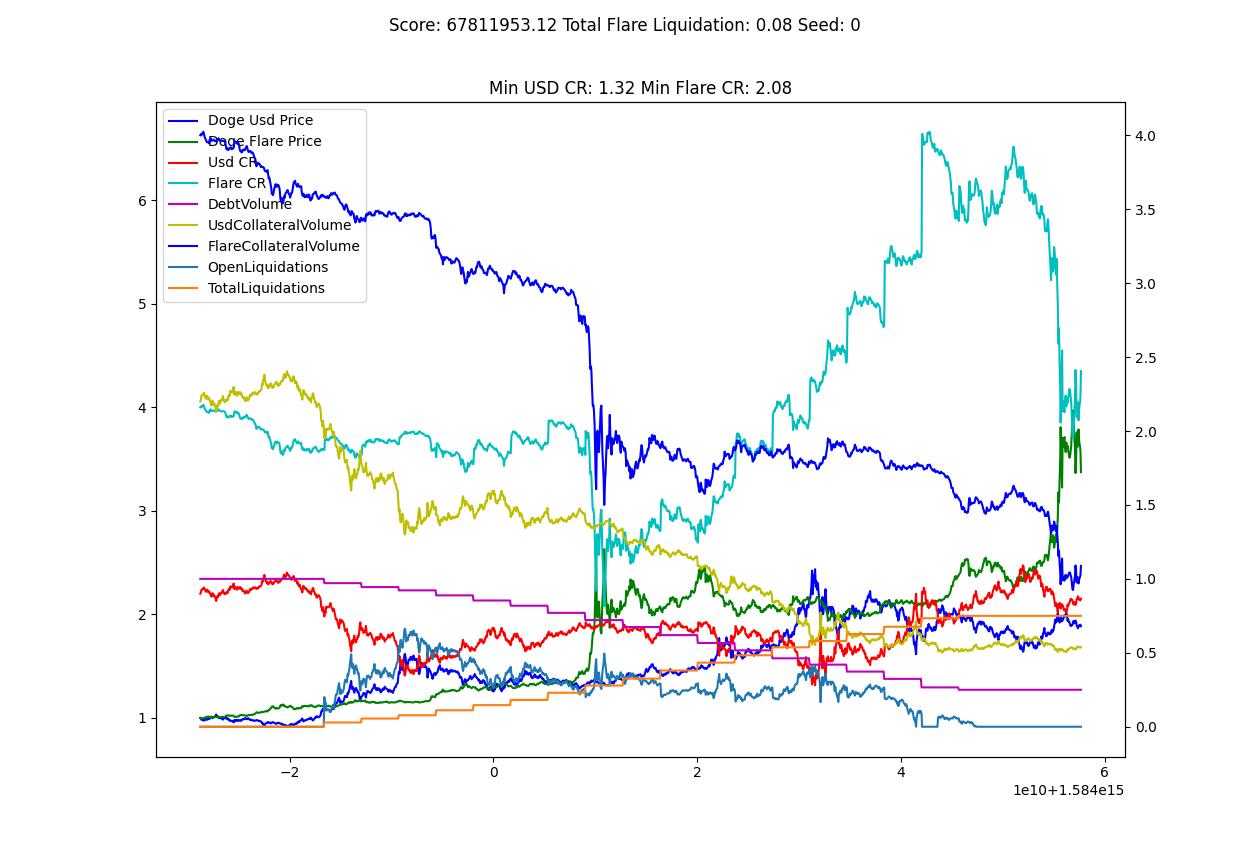 Score: 67811953.12 Total Flare Liquidation: 0.08 Seed: 0
Min USD CR: 1.32 Min Flare CR: 2.08
Doge Usd Price
Doge Flare Price
Usd CR
Flare CR
DebtVolume
UsdCollateralVolume
FlareCollateralVolume
OpenLiquidations
TotalLiquidations
6
5
4
3
2
1
4.0
3.5
3.0
2.5
2.0
1.5
1.0
0.5
0.0
−2
0
2
4
6
1e10+1.584e15